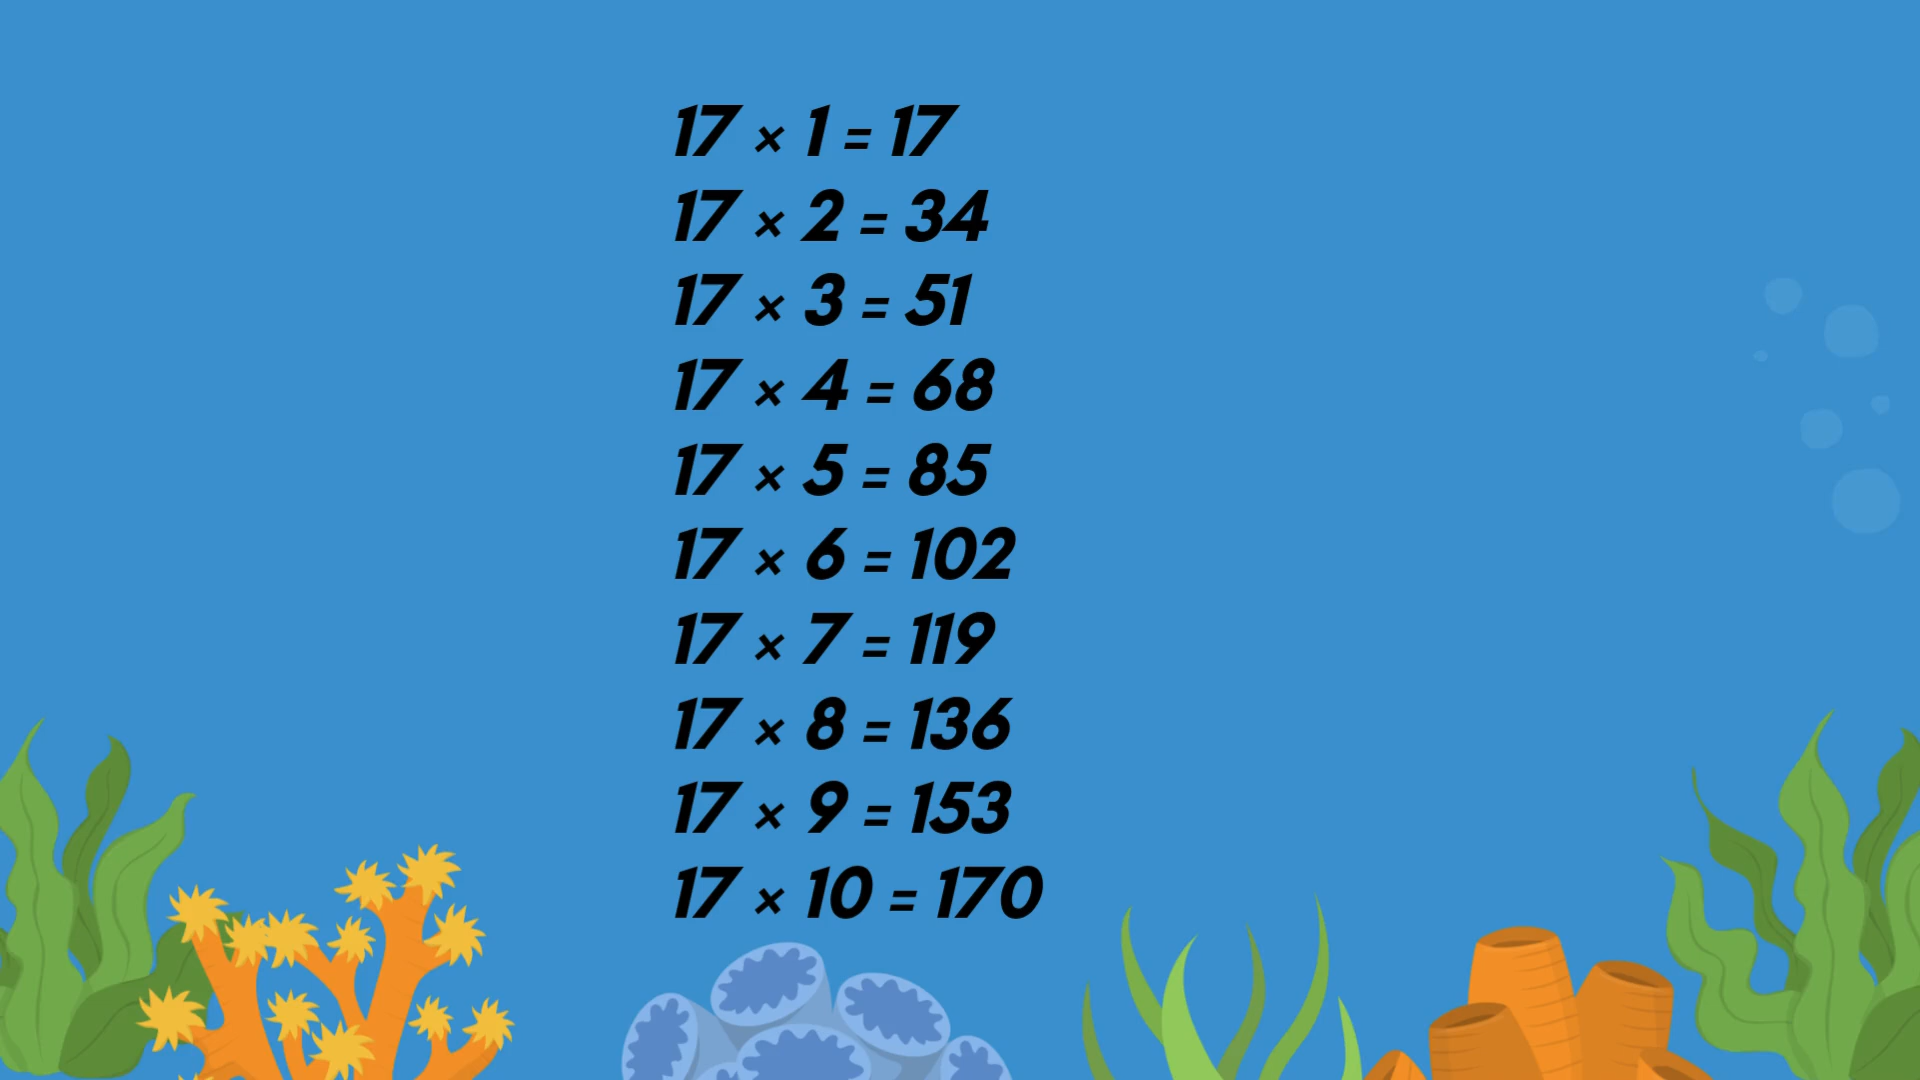 17 × 1 = 17
17 × 2 = 34
17 × 3 = 51
17 × 4 = 68
17 × 5 = 85
17 × 6 = 102
17 × 7 = 119
17 × 8 = 136
17 × 9 = 153
17 × 10 = 170